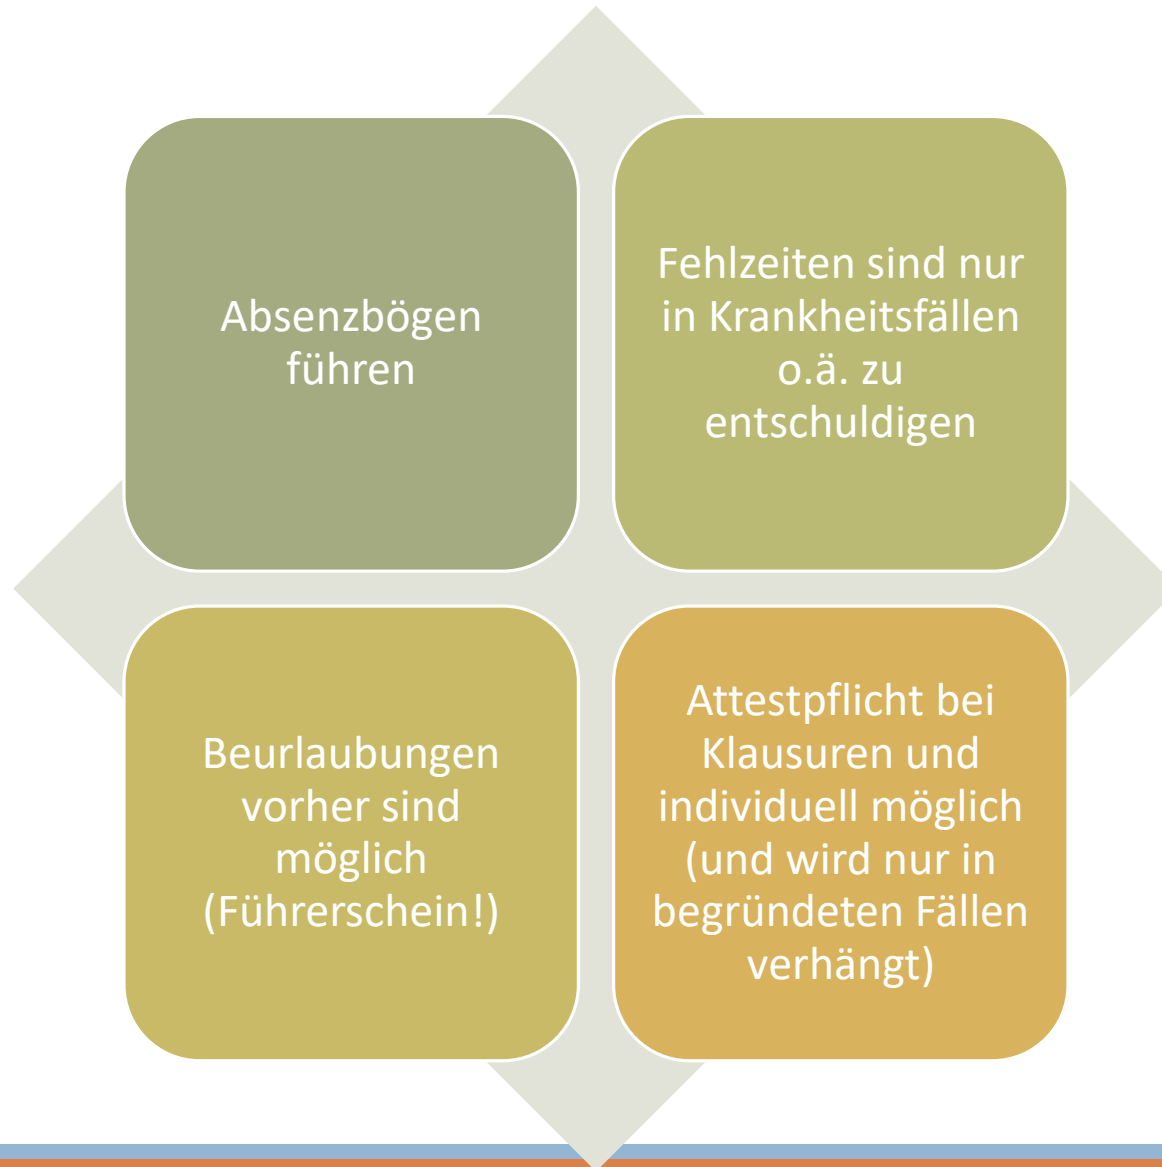 Absenzbögen
führen
Fehlzeiten sind nur
in Krankheitsfällen
o.ä. zu
entschuldigen
Beurlaubungen
vorher sind
möglich
(Führerschein!)
Attestpflicht bei
Klausuren und
individuell möglich
(und wird nur in
begründeten Fällen
verhängt)